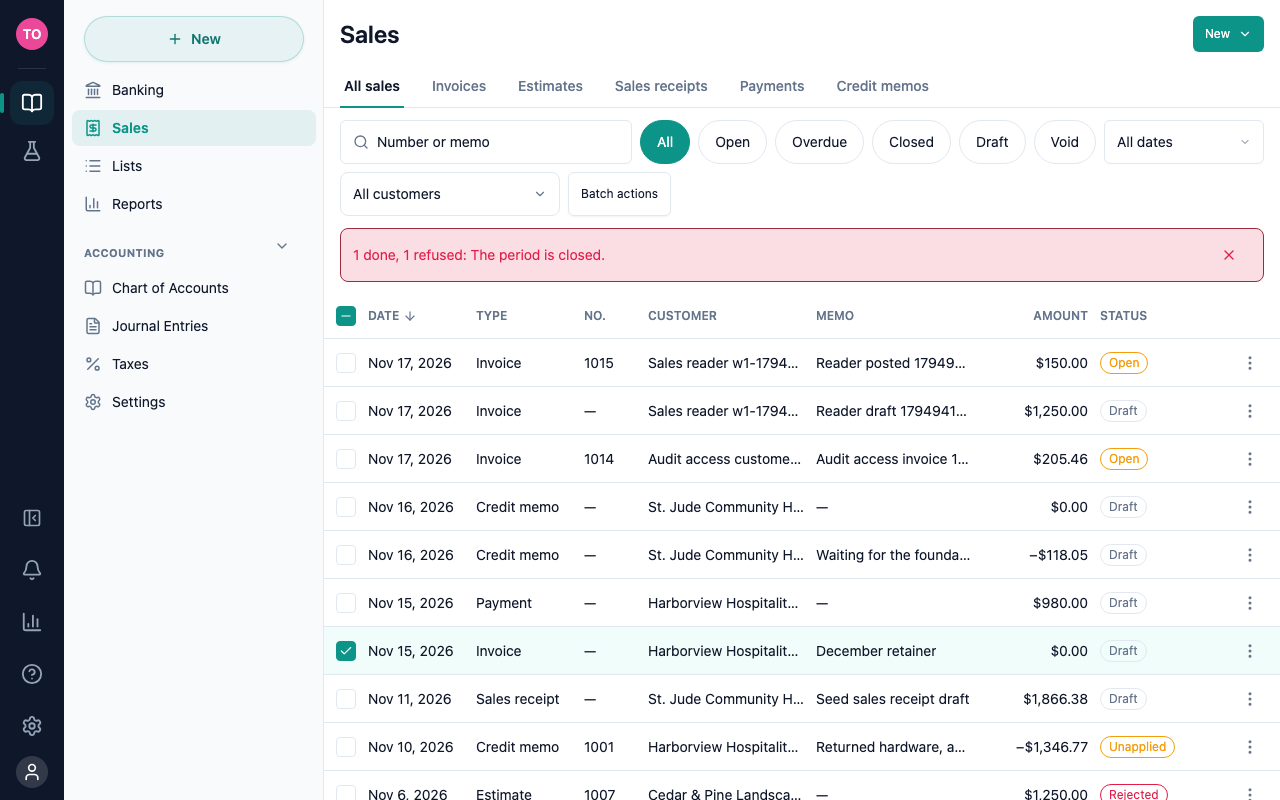 TO
New
Banking
Sales
Lists
Reports
ACCOUNTING
Chart of Accounts
Journal Entries
Taxes
Settings
Sales
New
All sales Invoices Estimates Sales receipts Payments Credit memos
Number or memo All Open Overdue Closed Draft Void All dates
All customers Batch actions
1 done, 1 refused: The period is closed.
DATE TYPE NO. CUSTOMER MEMO AMOUNT STATUS
Nov 17, 2026 Invoice 1015 Sales reader w1-1794... Reader posted 17949... $150.00 Open
Nov 17, 2026 Invoice — Sales reader w1-1794... Reader draft 1794941... $1,250.00 Draft
Nov 17, 2026 Invoice 1014 Audit access custome... Audit access invoice 1... $205.46 Open
Nov 16, 2026 Credit memo — St. Jude Community H... — $0.00 Draft
Nov 16, 2026 Credit memo — St. Jude Community H... Waiting for the founda... −$118.05 Draft
Nov 15, 2026 Payment — Harborview Hospitalit... — $980.00 Draft
Nov 15, 2026 Invoice — Harborview Hospitalit... December retainer $0.00 Draft
Nov 11, 2026 Sales receipt — St. Jude Community H... Seed sales receipt draft $1,866.38 Draft
Nov 10, 2026 Credit memo 1001 Harborview Hospitalit... Returned hardware, a... −$1,346.77 Unapplied
Nov 6, 2026 Estimate 1007 Cedar & Pine Landsca... — $1,250.00 Rejected